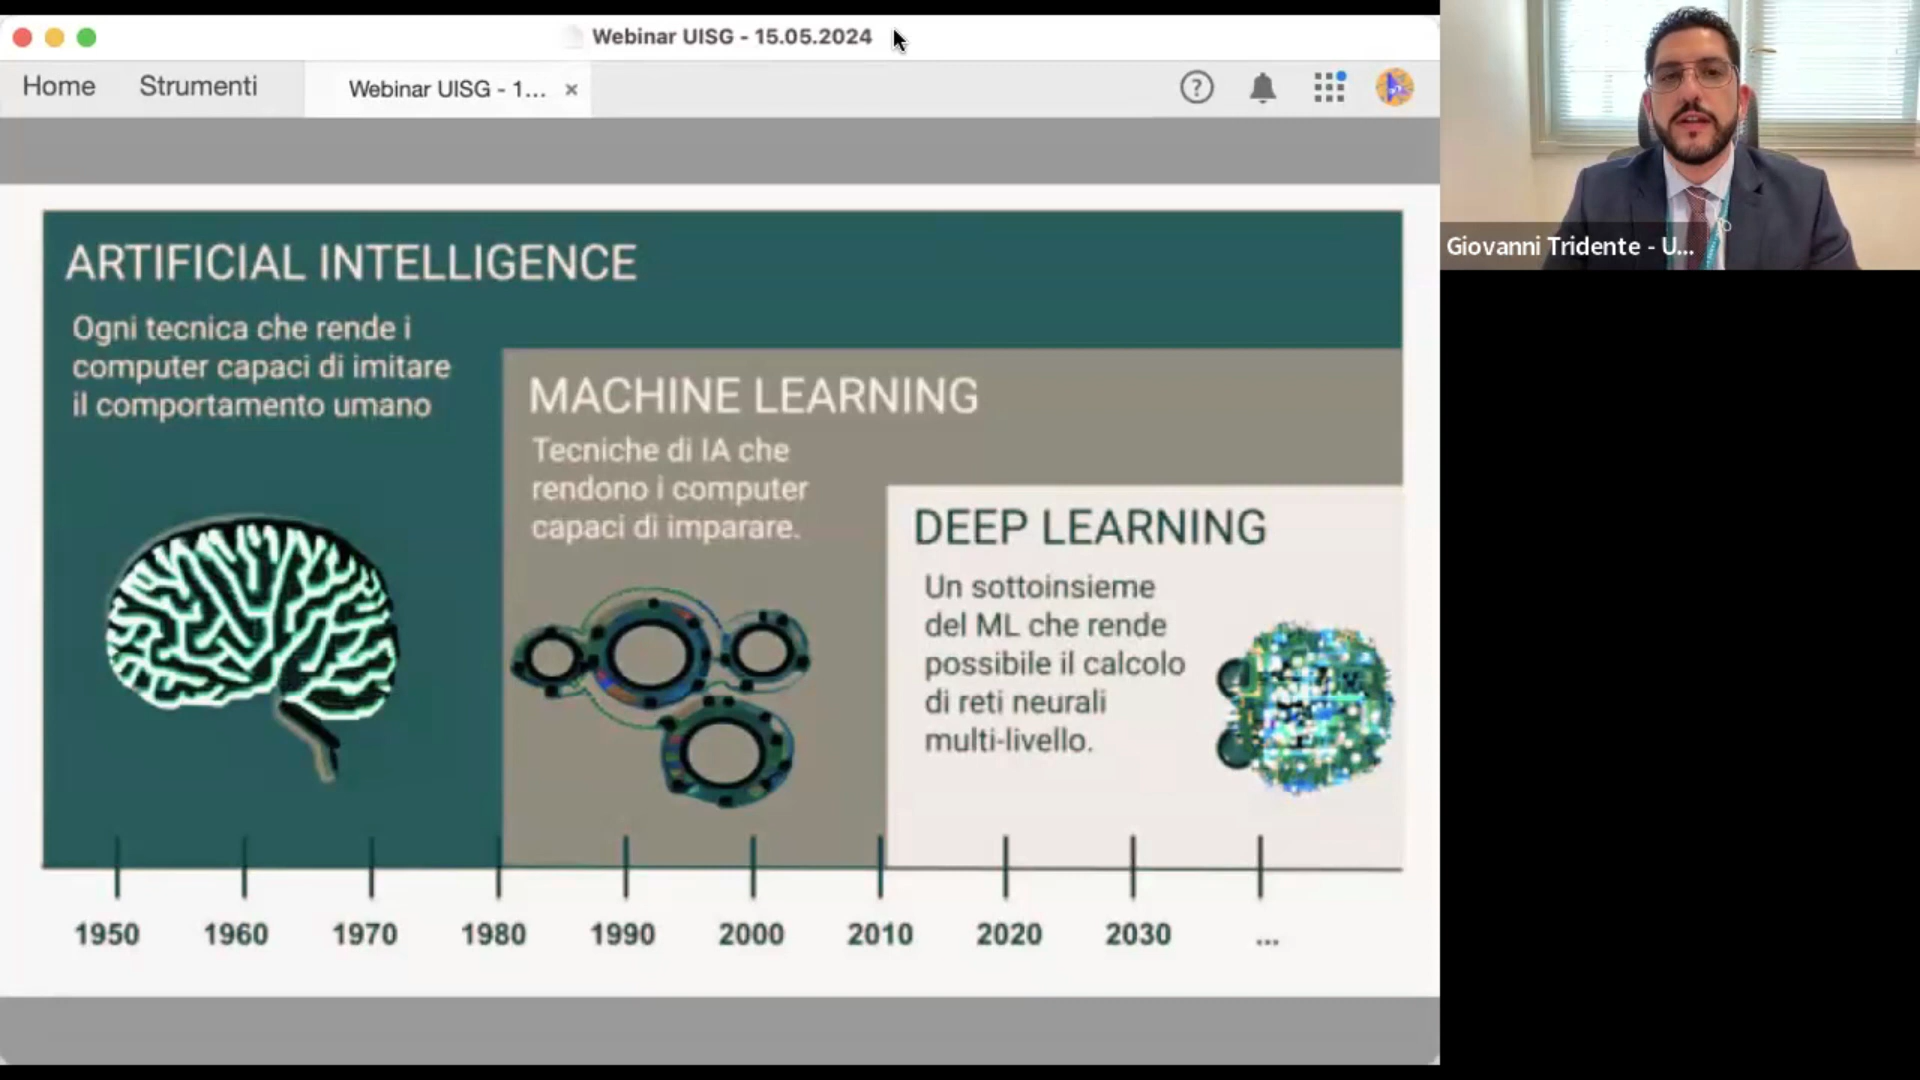 Webinar UISG - 15.05.2024
Home
Strumenti
Webinar UISG - 1...
Giovanni Tridente - U...
ARTIFICIAL INTELLIGENCE
Ogni tecnica che rende i
computer capaci di imitare
il comportamento umano
MACHINE LEARNING
Tecniche di IA che
rendono i computer
capaci di imparare.
DEEP LEARNING
Un sottoinsieme
del ML che rende
possibile il calcolo
di reti neurali
multi-livello.
1950 1960 1970 1980 1990 2000 2010 2020 2030 ...